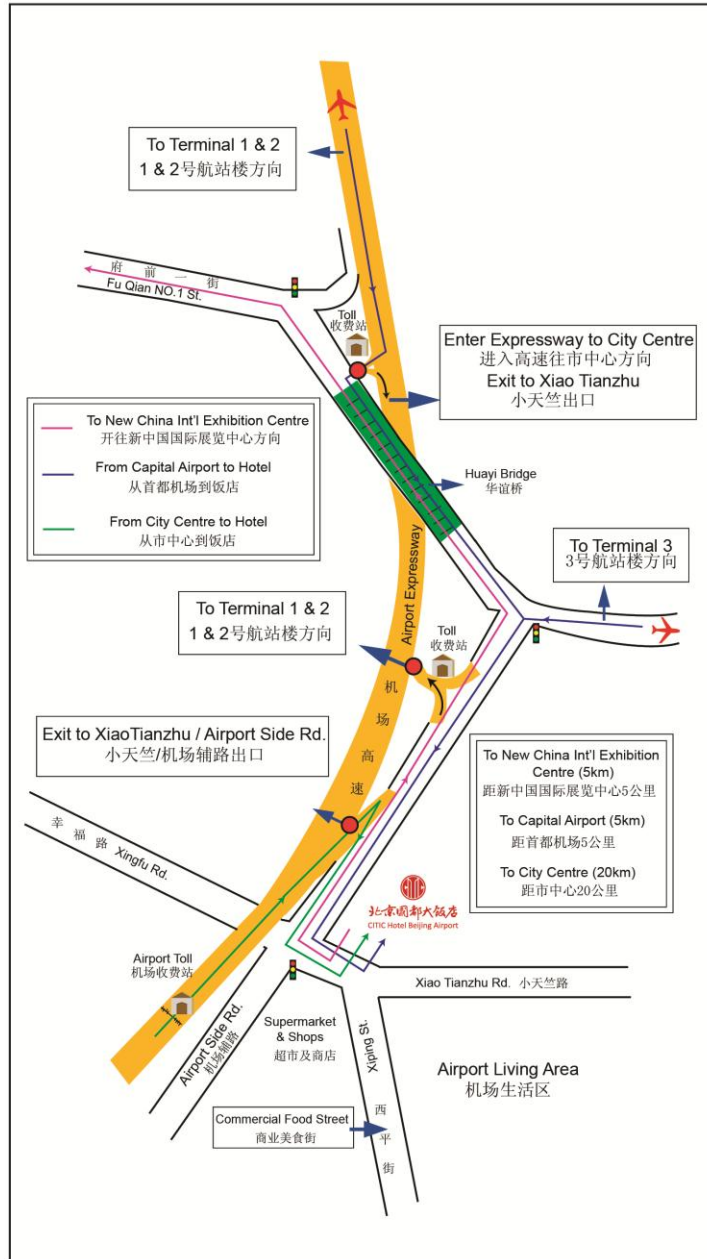 To Terminal 1 & 2
1 & 2号航站楼方向
府前一街
Fu Qian NO.1 St.
Toll
收费站
Enter Expressway to City Centre
进入高速往市中心方向
Exit to Xiao Tianzhu
小天竺出口
To New China Int'l Exhibition Centre
开往新中国国际展览中心方向
From Capital Airport to Hotel
从首都机场到饭店
From City Centre to Hotel
从市中心到饭店
Huayi Bridge
华谊桥
To Terminal 3
3号航站楼方向
Airport Expressway
机场高速
To Terminal 1 & 2
1 & 2号航站楼方向
Toll
收费站
Exit to XiaoTianzhu / Airport Side Rd.
小天竺/机场辅路出口
To New China Int'l Exhibition
Centre (5km)
距新中国国际展览中心5公里
To Capital Airport (5km)
距首都机场5公里
To City Centre (20km)
距市中心20公里
幸福路 Xingfu Rd.
北京国都大饭店
CITIC Hotel Beijing Airport
Airport Toll
机场收费站
Xiao Tianzhu Rd. 小天竺路
Airport Side Rd.
机场辅路
Supermarket
& Shops
超市及商店
Xiping St.
西平街
Airport Living Area
机场生活区
Commercial Food Street
商业美食街